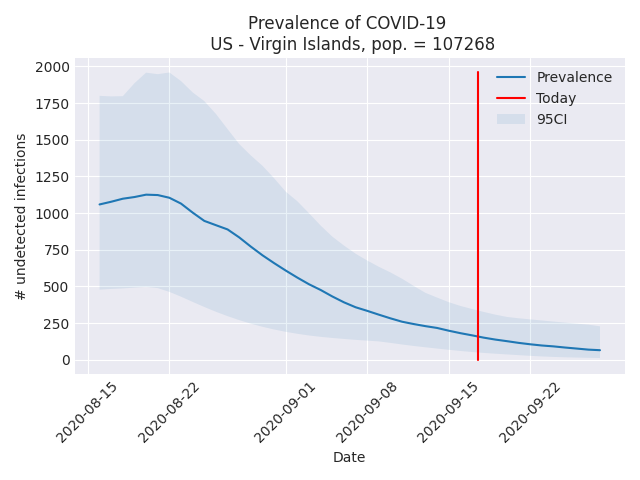 Prevalence of COVID-19
US - Virgin Islands, pop. = 107268
# undetected infections
2000
1750
1500
1250
1000
750
500
250
0
Prevalence
Today
95CI
2020-08-15
2020-08-22
2020-09-01
2020-09-08
2020-09-15
2020-09-22
Date